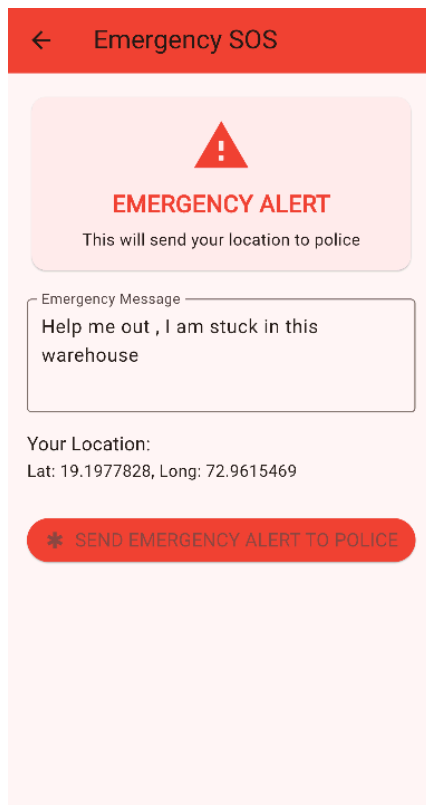 Emergency SOS
EMERGENCY ALERT
This will send your location to police
Emergency Message
Help me out , I am stuck in this
warehouse
Your Location:
Lat: 19.1977828, Long: 72.9615469
SEND EMERGENCY ALERT TO POLICE